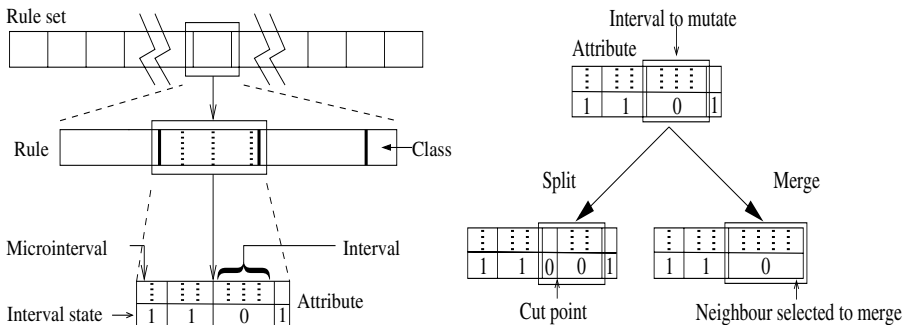 Rule set
Rule
Class
Microinterval
Interval
Interval state
1 1 0 1
Attribute
Interval to mutate
Attribute
1 1 0 1
Split
Merge
1 1 0 0 1
1 1 0
Cut point
Neighbour selected to merge